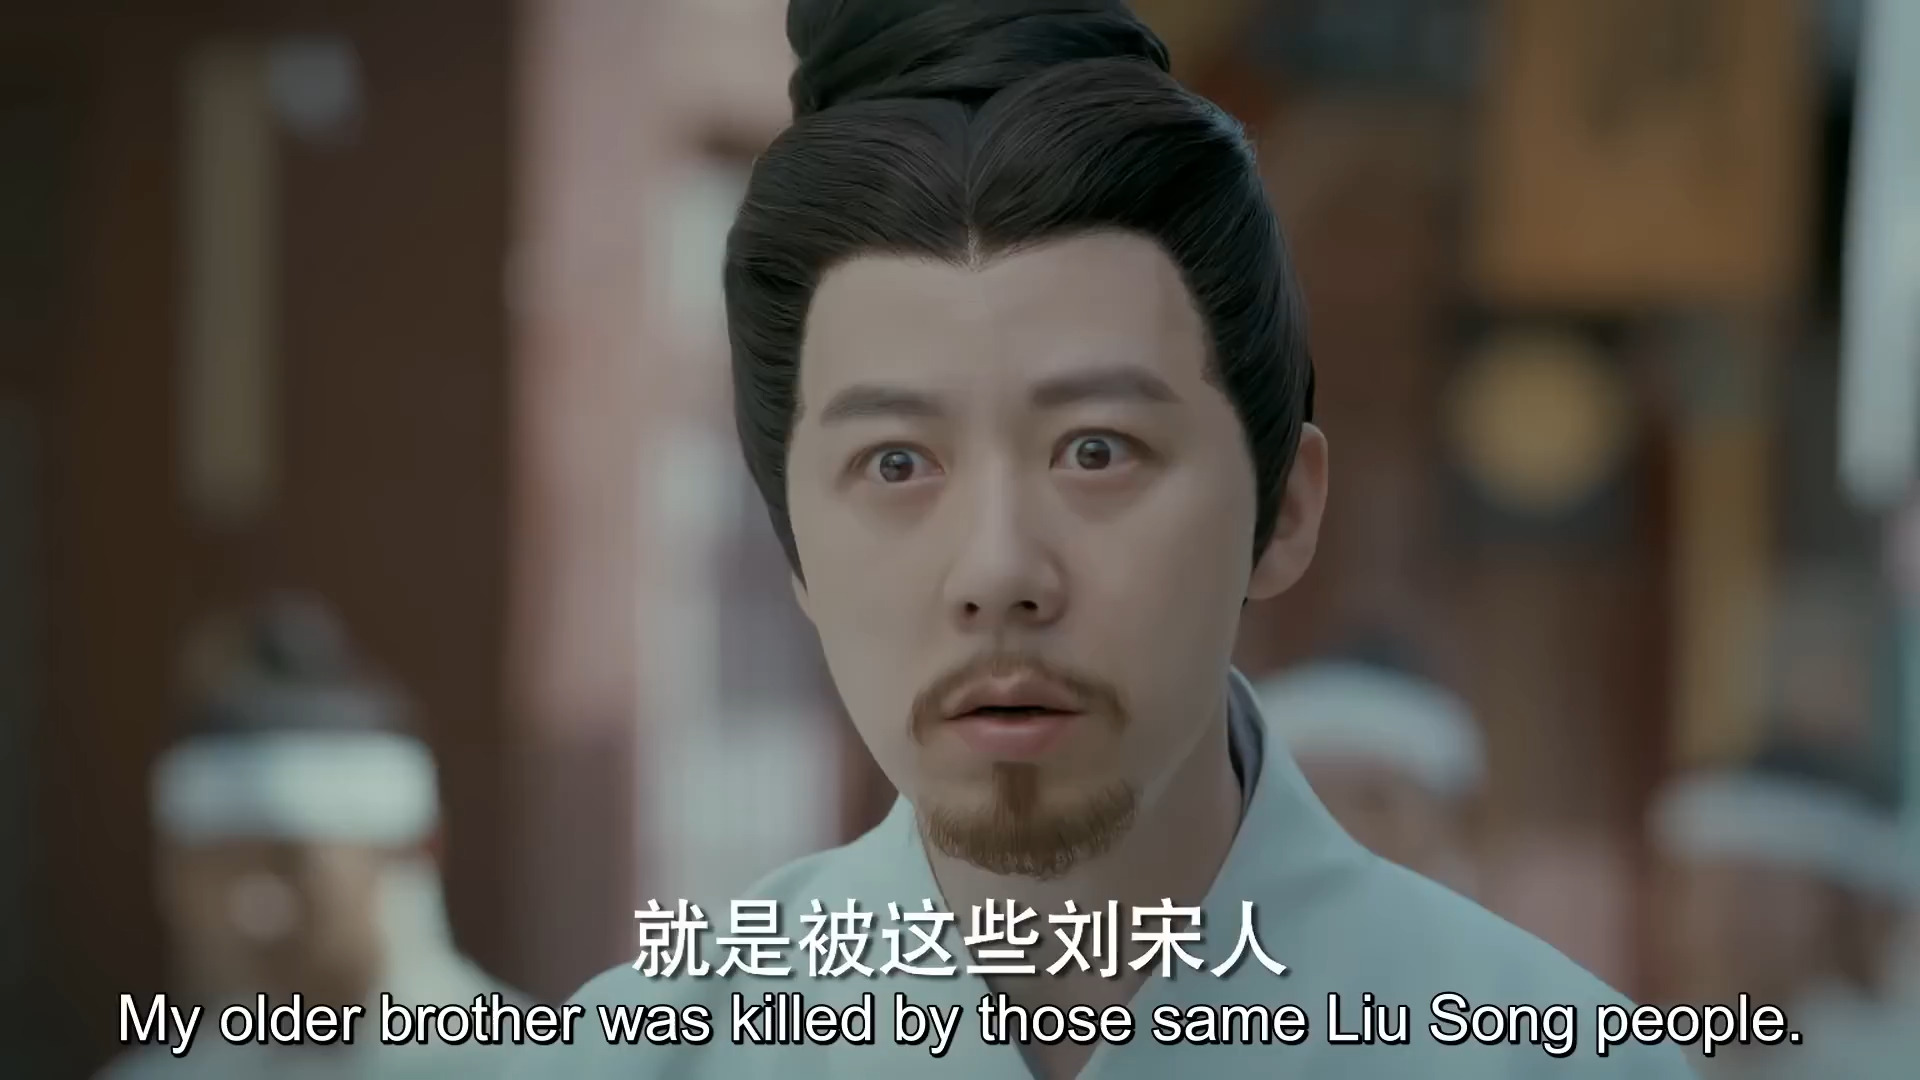 就是被这些刘宋人
My older brother was killed by those same Liu Song people.